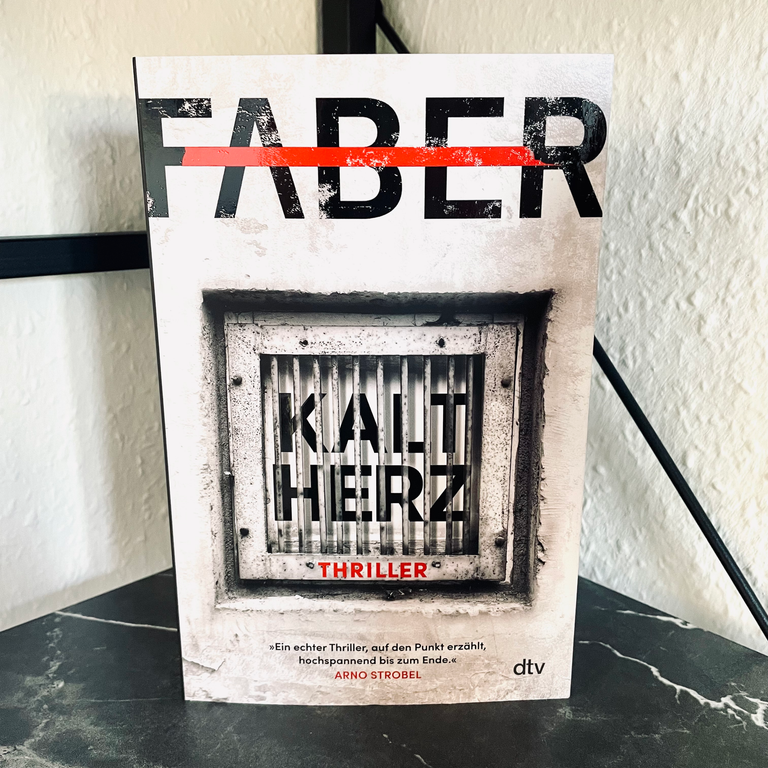 FABER
KALT
HERZ
THRILLER
»Ein echter Thriller, auf den Punkt erzählt,
hochspannend bis zum Ende.«
ARNO STROBEL
dtv